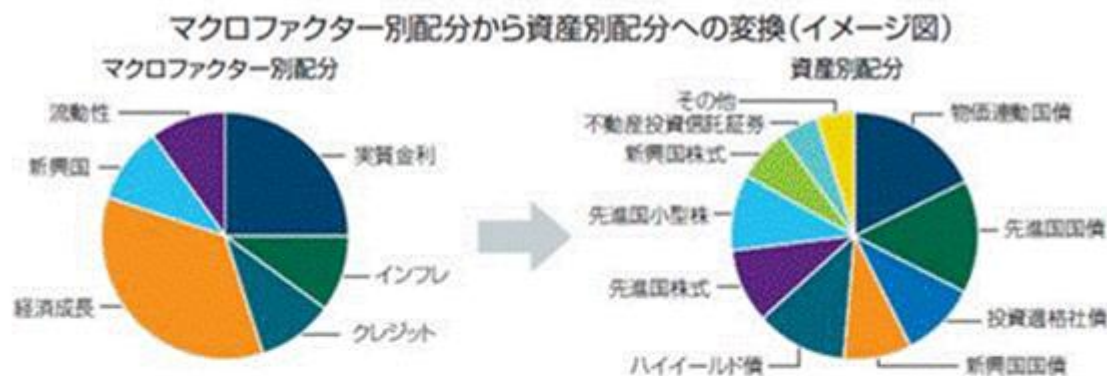 マクロファクター別配分から資産別配分への変換(イメージ図)
マクロファクター別配分
流動性
新興国
経済成長
実質金利
インフレ
クレジット
資産別配分
その他
不動産投資信託証券
新興国株式
先進国小型株
先進国株式
ハイイールド債
物価連動国債
先進国国債
投資適格社債
新興国国債